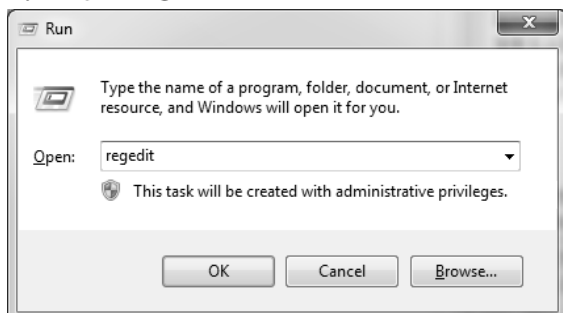 Run
Type the name of a program, folder, document, or Internet
resource, and Windows will open it for you.
Open: regedit
This task will be created with administrative privileges.
OK Cancel Browse...